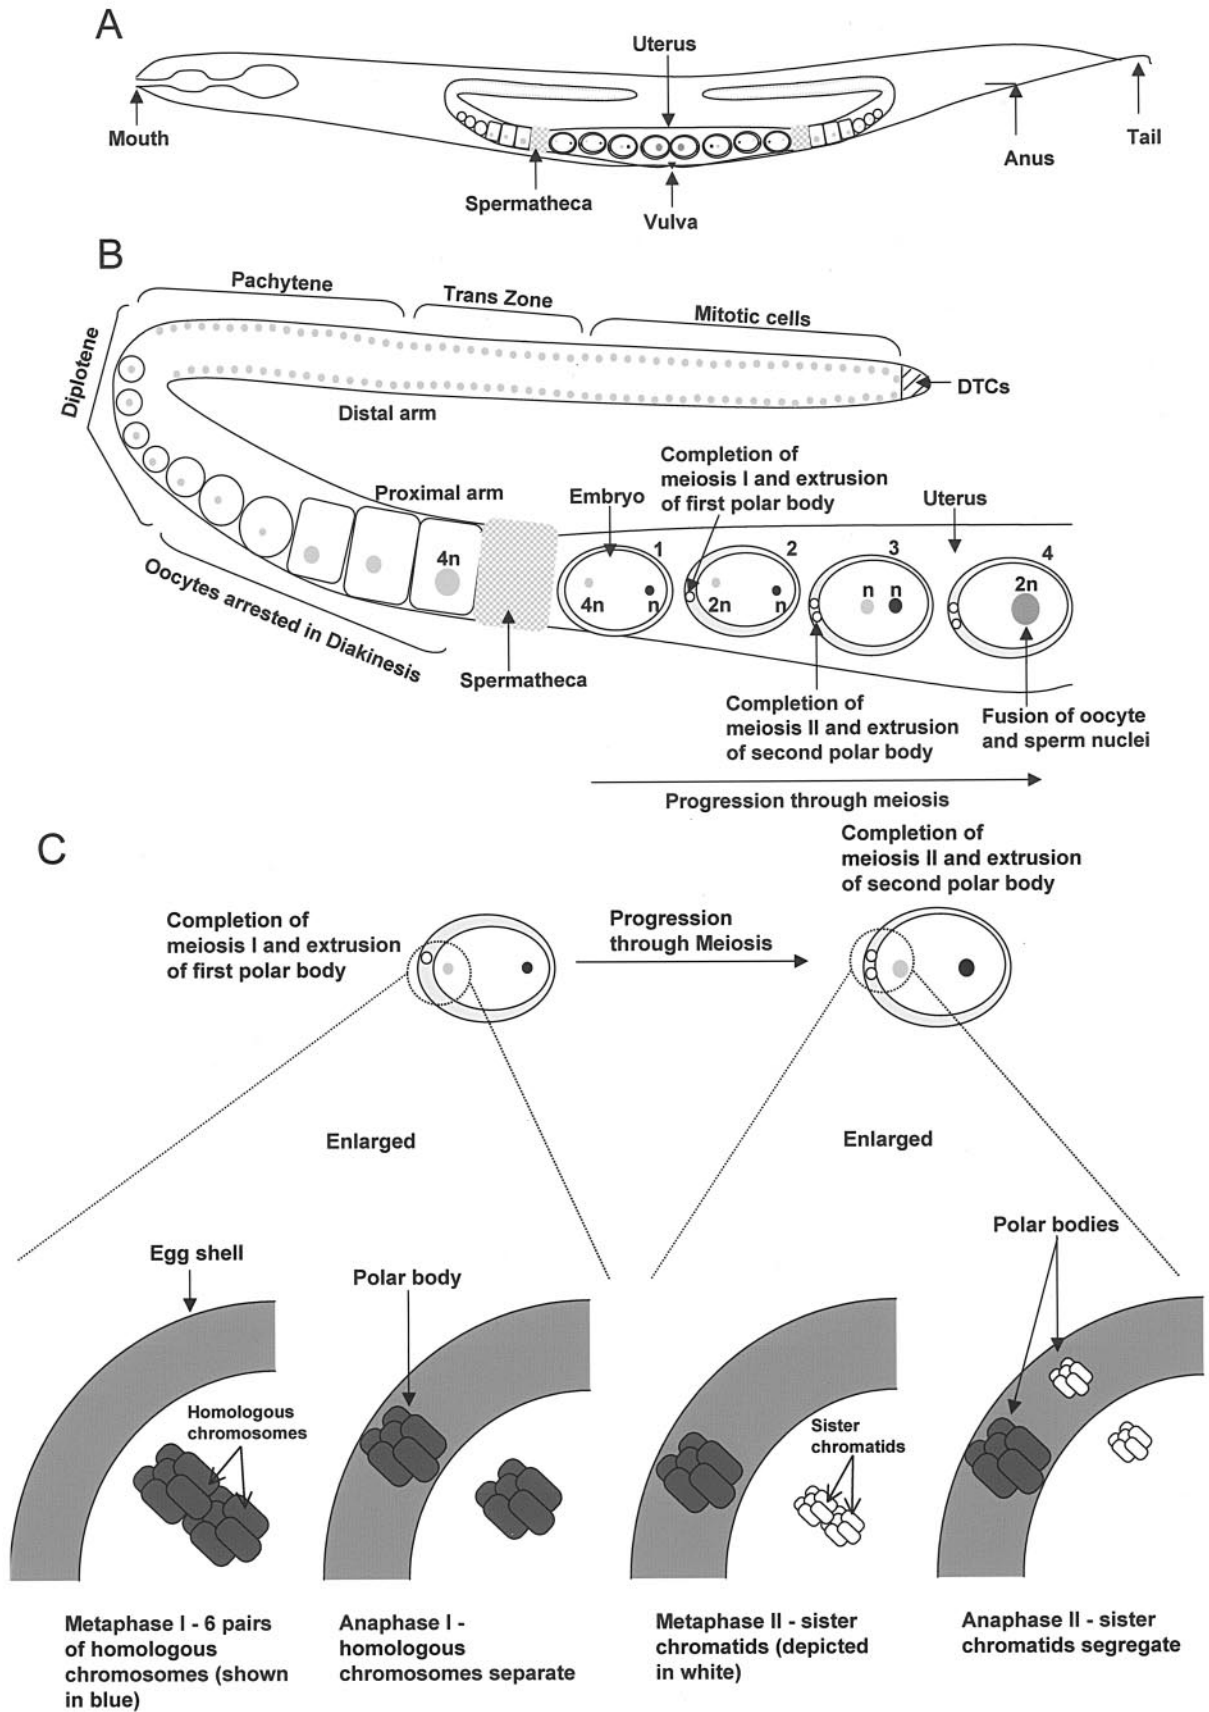 A
Uterus
Mouth
Spermatheca
Vulva
Anus
Tail
B
Pachytene
Trans Zone
Mitotic cells
Diplotene
DTCs
Distal arm
Completion of
meiosis I and extrusion
of first polar body
Proximal arm
Embryo
Uterus
4n
1
2
3
4
4n
n
2n
n
n
n
2n
Oocytes arrested in Diakinesis
Spermatheca
Completion of
meiosis II and extrusion
of second polar body
Fusion of oocyte
and sperm nuclei
Progression through meiosis
C
Completion of
meiosis II and extrusion
of second polar body
Completion of
meiosis I and extrusion
of first polar body
Progression
through Meiosis
Enlarged
Enlarged
Egg shell
Polar body
Polar bodies
Homologous
chromosomes
Sister
chromatids
Metaphase I - 6 pairs
of homologous
chromosomes (shown
in blue)
Anaphase I -
homologous
chromosomes separate
Metaphase II - sister
chromatids (depicted
in white)
Anaphase II - sister
chromatids segregate